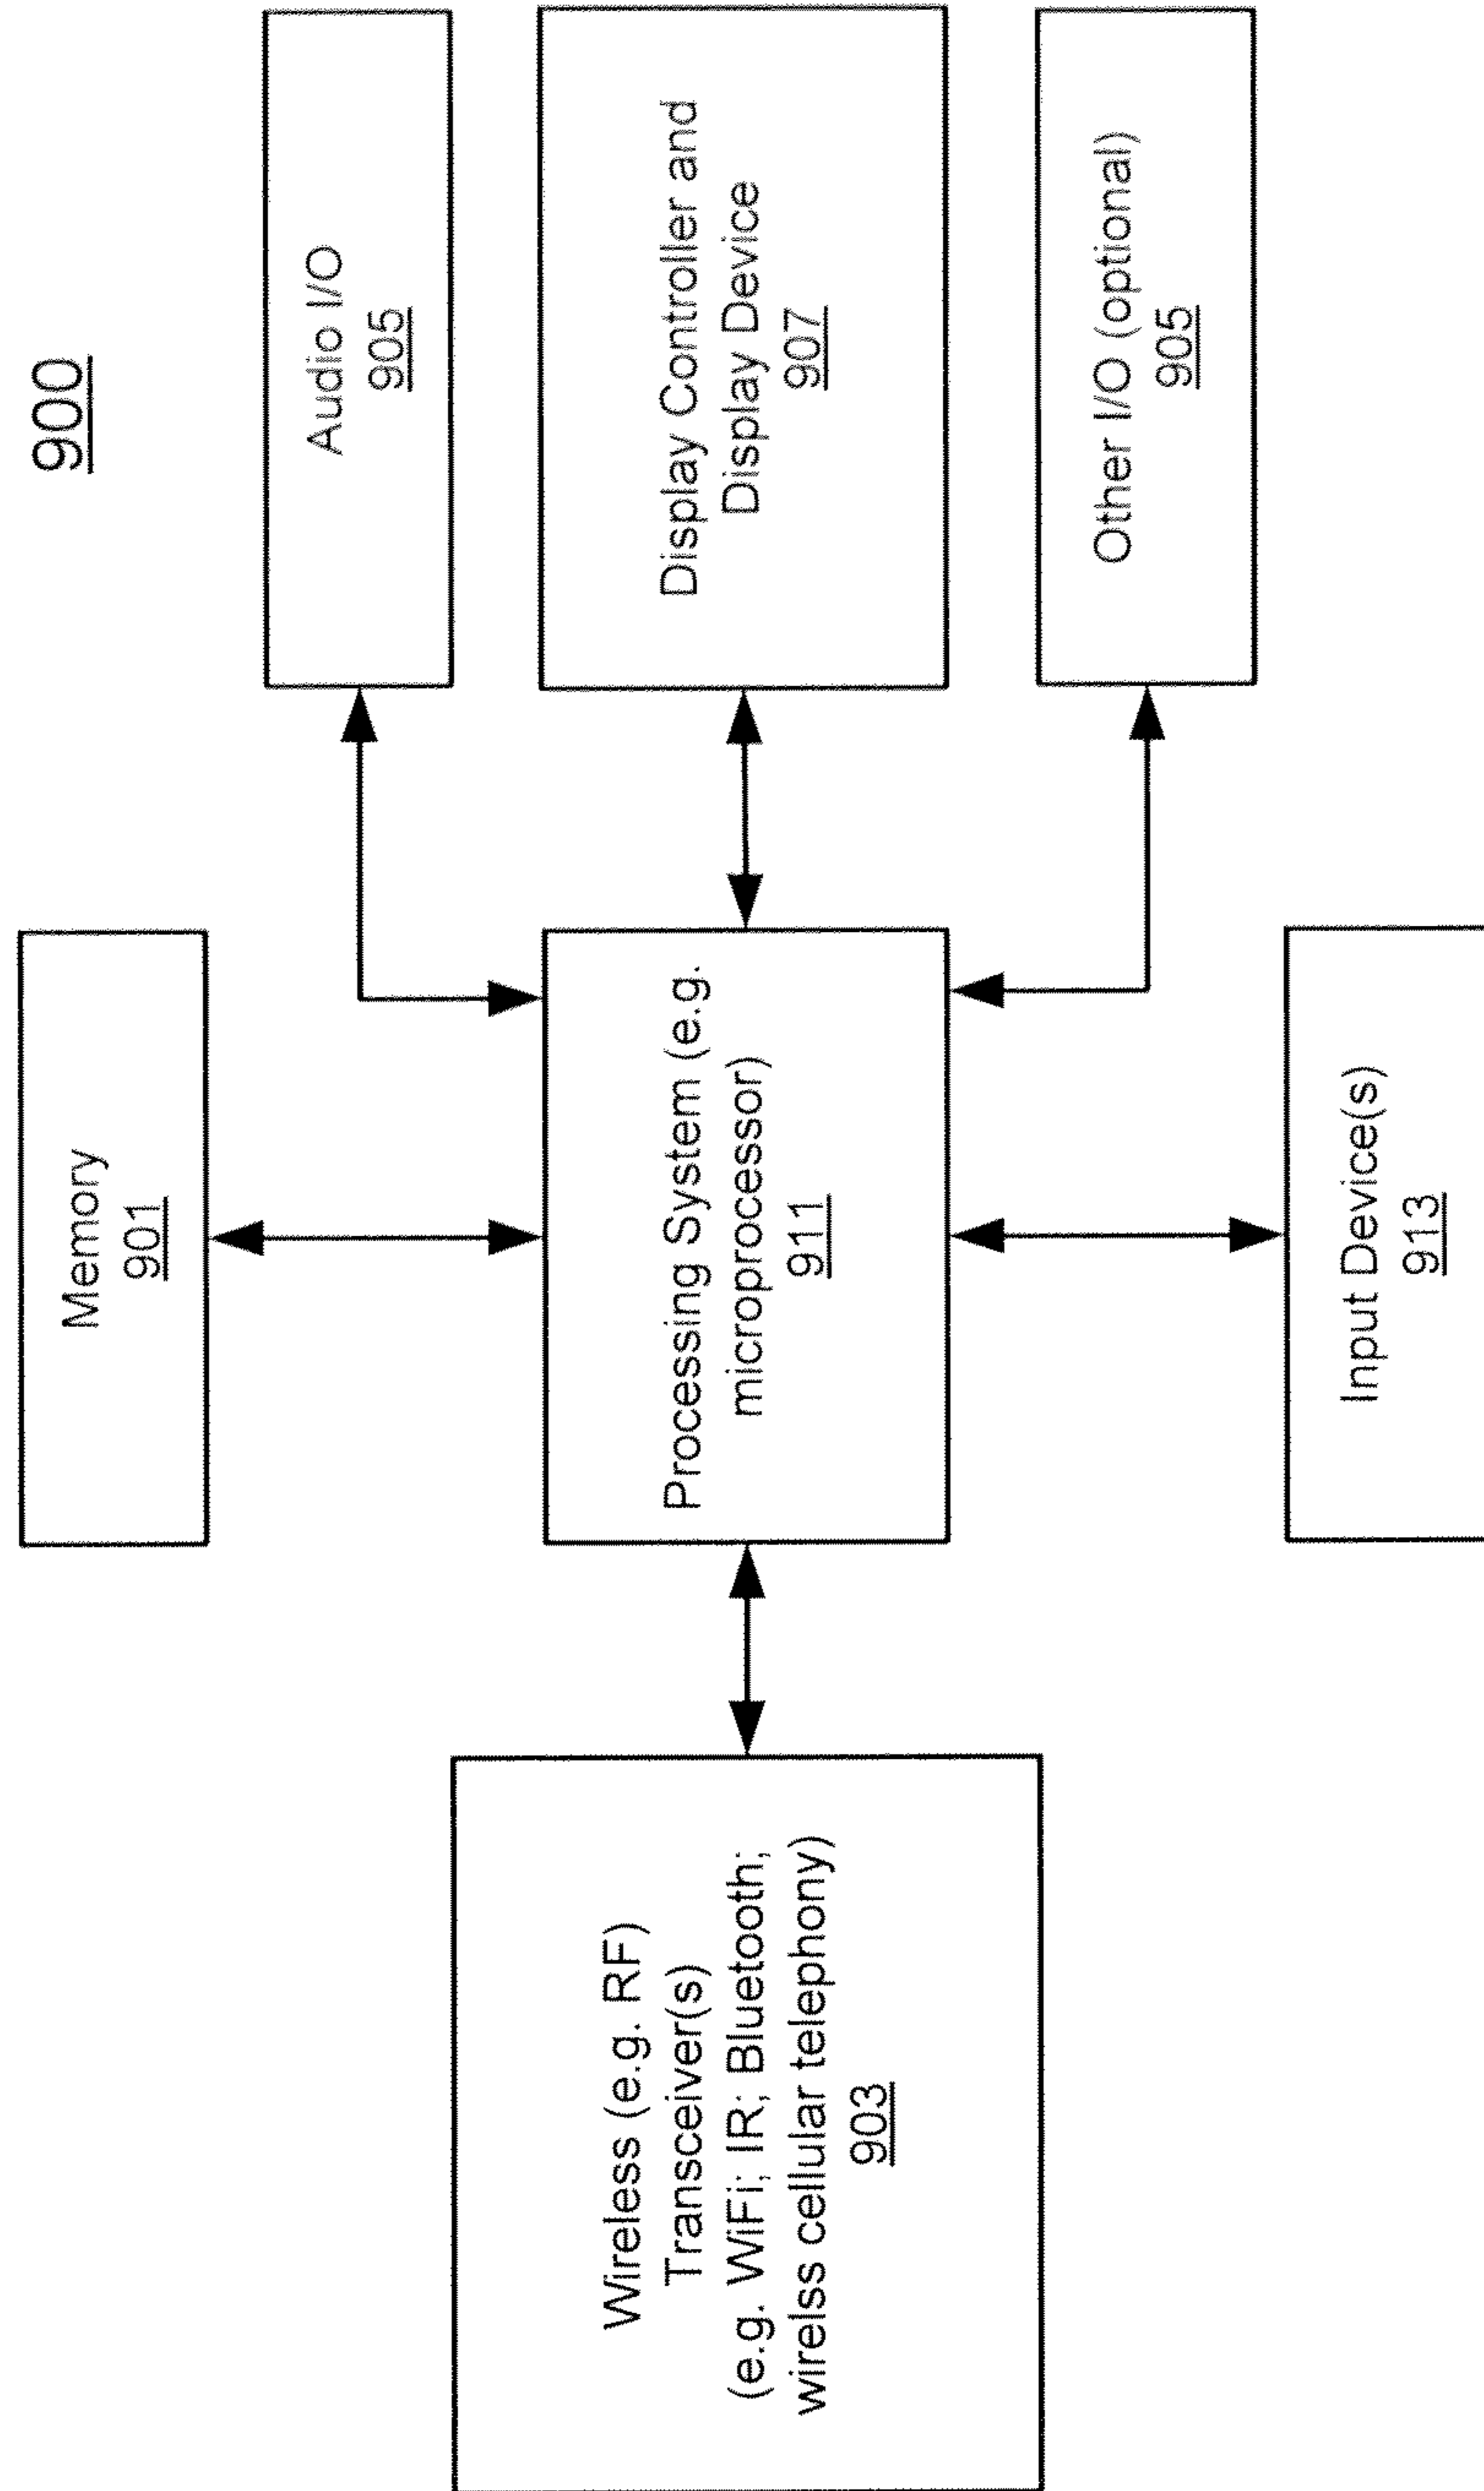 900
Memory
901
Audio I/O
905
Wireless (e.g. RF)
Transceiver(s)
(e.g. WiFi; IR; Bluetooth;
wirelss cellular telephony)
903
Processing System (e.g.
microprocessor)
911
Display Controller and
Display Device
907
Other I/O (optional)
905
Input Device(s)
913